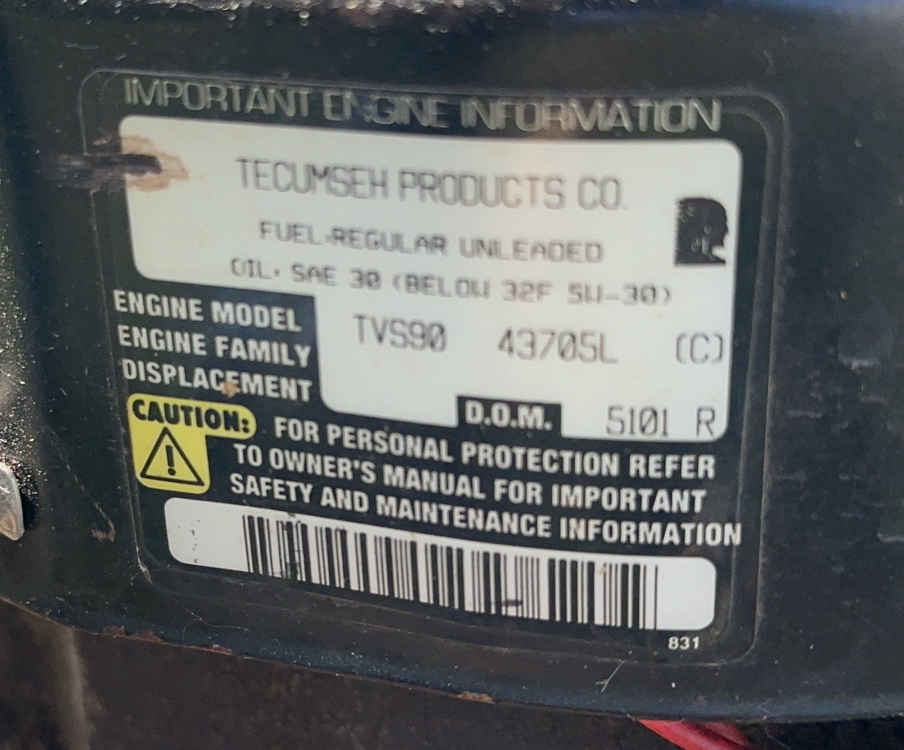 IMPORTANT ENGINE INFORMATION
TECUMSEH PRODUCTS CO.
FUEL:REGULAR UNLEADED
OIL: SAE 30 (BELOW 32F 5W-30)
ENGINE MODEL TVS90 43705L (C)
ENGINE FAMILY
DISPLACEMENT
D.O.M. 5101 R
CAUTION: FOR PERSONAL PROTECTION REFER
TO OWNER'S MANUAL FOR IMPORTANT
SAFETY AND MAINTENANCE INFORMATION
831